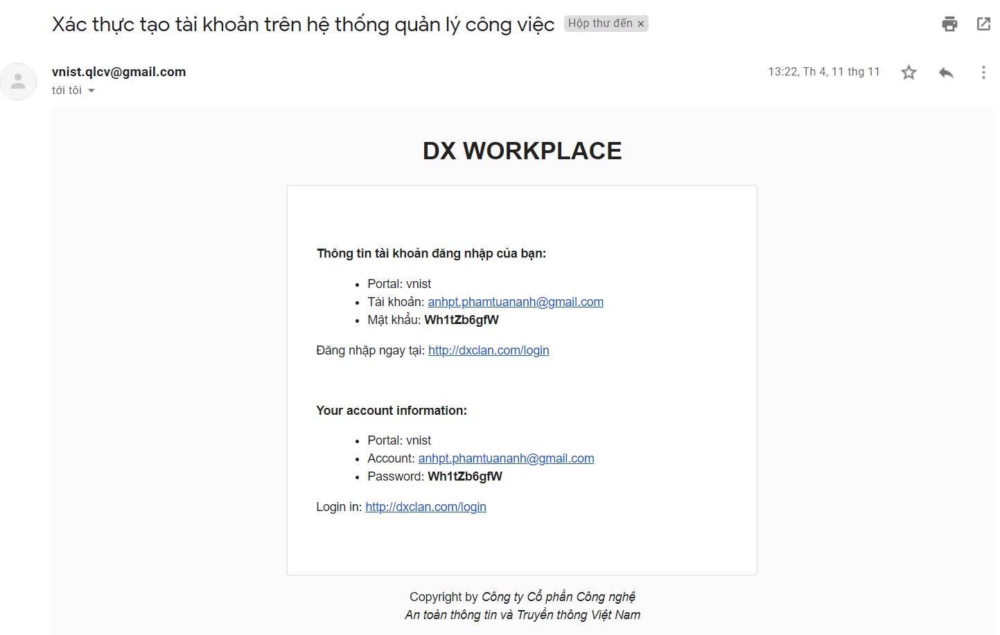 Xác thực tạo tài khoản trên hệ thống quản lý công việc Hộp thư đến ×
vnist.qlcv@gmail.com 13:22, Th 4, 11 thg 11
tới tôi
DX WORKPLACE
Thông tin tài khoản đăng nhập của bạn:
• Portal: vnist
• Tài khoản: anhpt.phamtuananh@gmail.com
• Mật khẩu: Wh1tZb6gfW
Đăng nhập ngay tại: http://dxclan.com/login
Your account information:
• Portal: vnist
• Account: anhpt.phamtuananh@gmail.com
• Password: Wh1tZb6gfW
Login in: http://dxclan.com/login
Copyright by Công ty Cổ phần Công nghệ
An toàn thông tin và Truyền thông Việt Nam